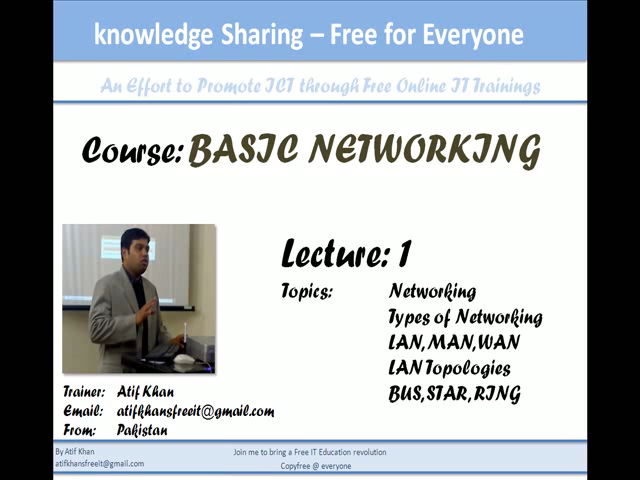 knowledge Sharing – Free for Everyone
An Effort to Promote ICT through Free Online IT Trainings
Course: BASIC NETWORKING
Lecture: 1
Topics: Networking
Types of Networking
LAN, MAN, WAN
LAN Topologies
BUS, STAR, RING
Trainer: Atif Khan
Email: atifkhansfreeit@gmail.com
From: Pakistan
By Atif Khan
atifkhansfreeit@gmail.com
Join me to bring a Free IT Education revolution
Copyfree @ everyone